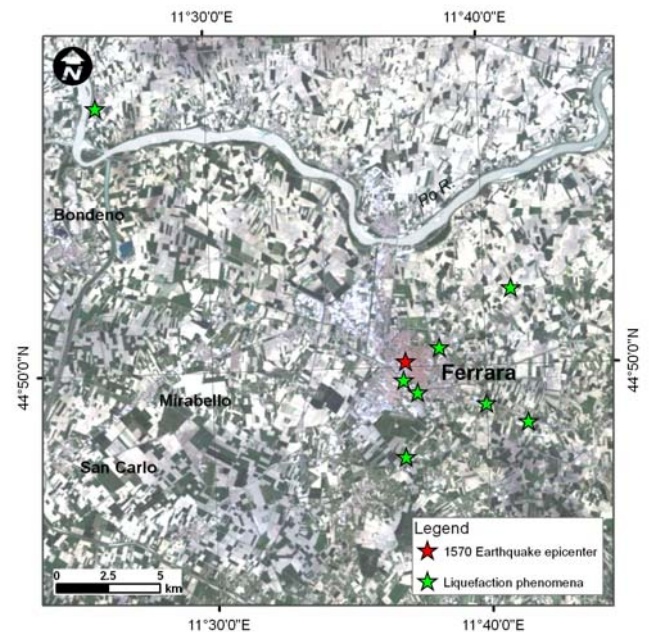 11°30'0"E 11°40'0"E
N
Po R.
Bondeno
44°50'0"N
44°50'0"N
Ferrara
Mirabello
San Carlo
Legend
1570 Earthquake epicenter
Liquefaction phenomena
0 2.5 5
km
11°30'0"E 11°40'0"E